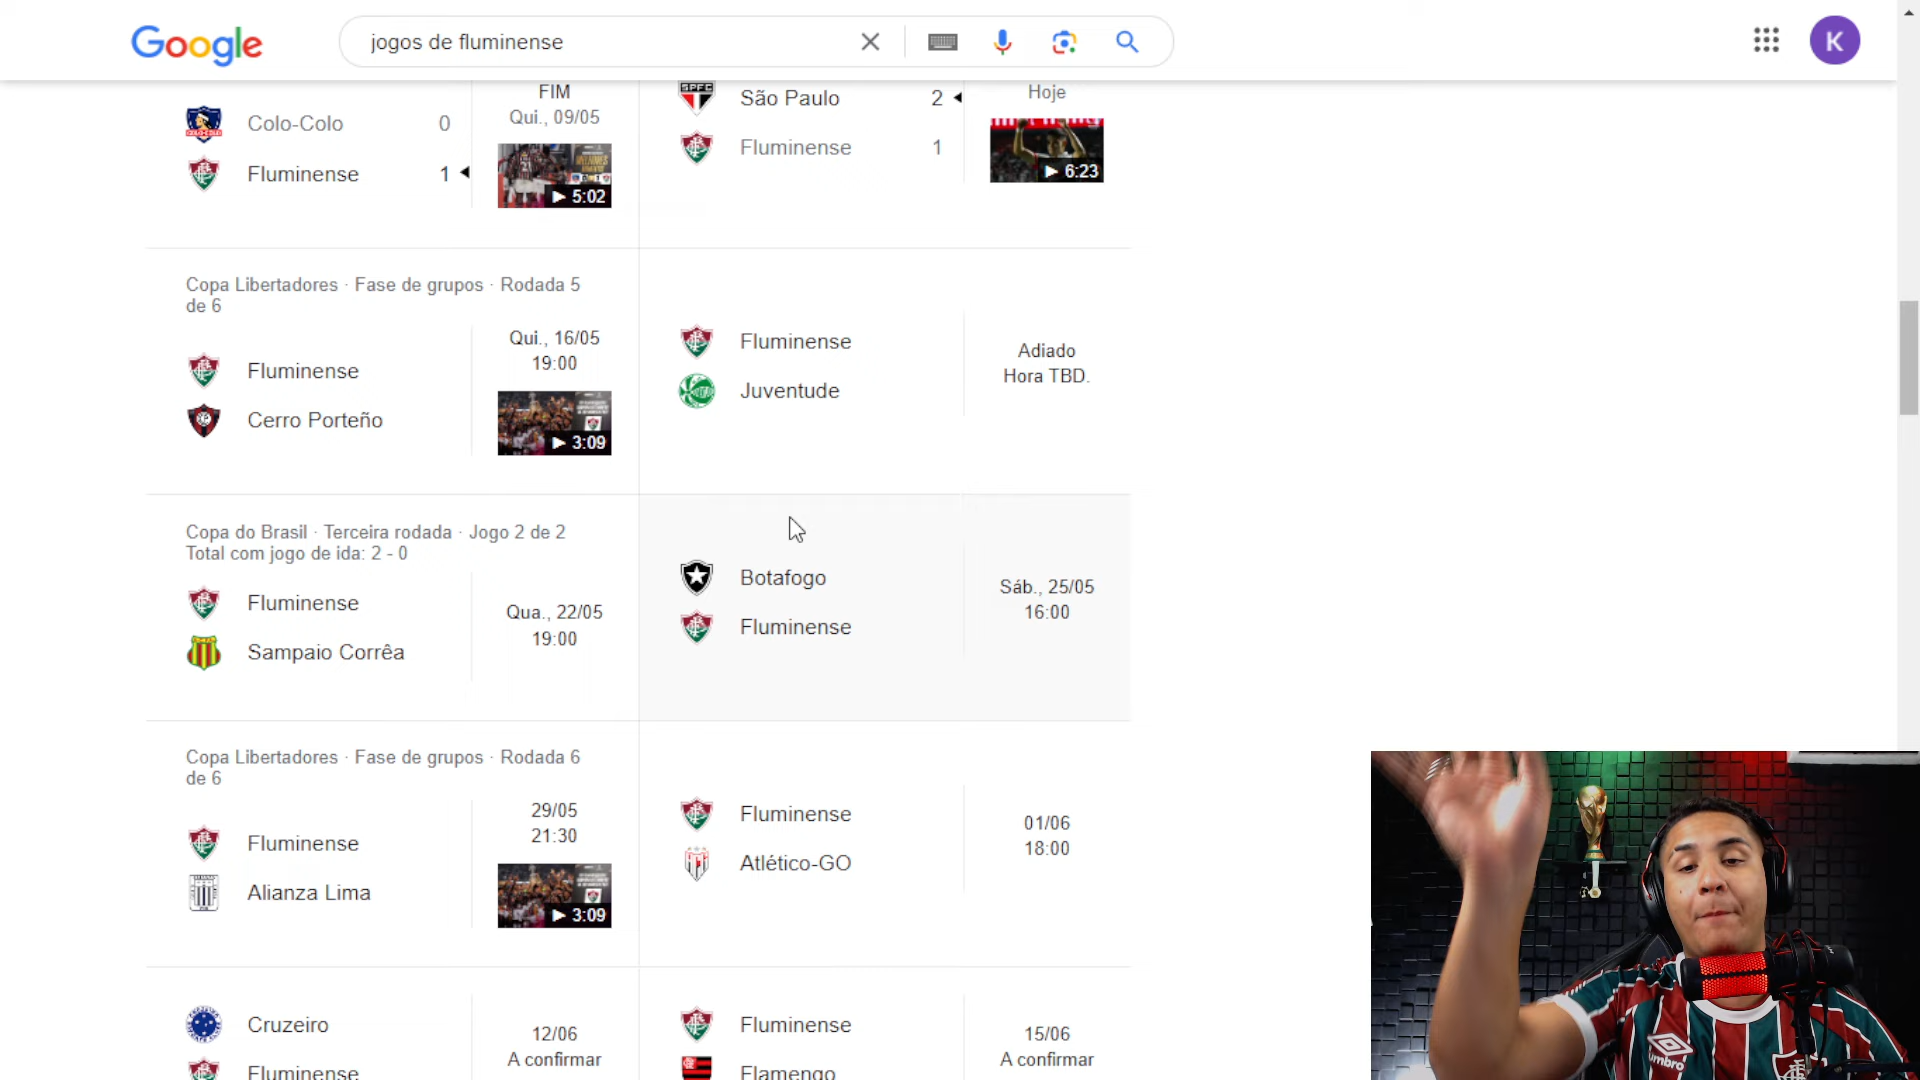 Google
jogos de fluminense
K
Colo-Colo 0
Fluminense 1
FIM
Qui., 09/05
5:02
São Paulo 2
Fluminense 1
Hoje
6:23
Copa Libertadores · Fase de grupos · Rodada 5
de 6
Fluminense
Cerro Porteño
Qui., 16/05
19:00
3:09
Fluminense
Juventude
Adiado
Hora TBD.
Copa do Brasil · Terceira rodada · Jogo 2 de 2
Total com jogo de ida: 2 - 0
Fluminense
Sampaio Corrêa
Qua., 22/05
19:00
Botafogo
Fluminense
Sáb., 25/05
16:00
Copa Libertadores · Fase de grupos · Rodada 6
de 6
Fluminense
Alianza Lima
29/05
21:30
3:09
Fluminense
Atlético-GO
01/06
18:00
Cruzeiro
Fluminense
12/06
A confirmar
Fluminense
Flamengo
15/06
A confirmar
umbro